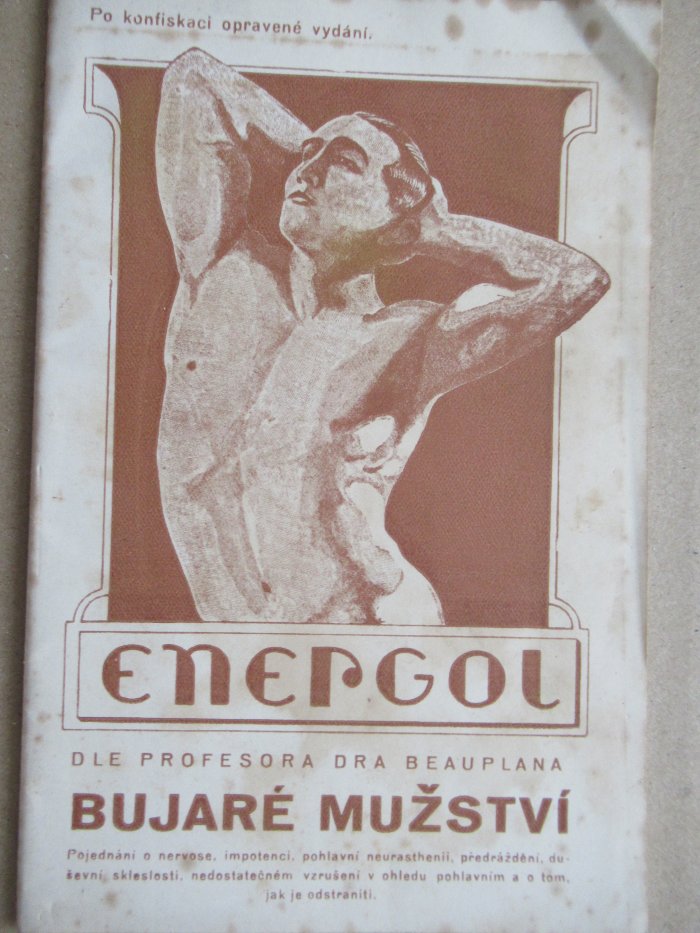 Po konfiskaci opravené vydání.
ENERGOL
DLE PROFESORA DRA BEAUPLANA
BUJARÉ MUŽSTVÍ
Pojednání o nervose, impotenci, pohlavní neurasthenii, předráždění, du-
ševní skleslosti, nedostatečném vzrušení v ohledu pohlavním a o tom,
jak je odstraniti.